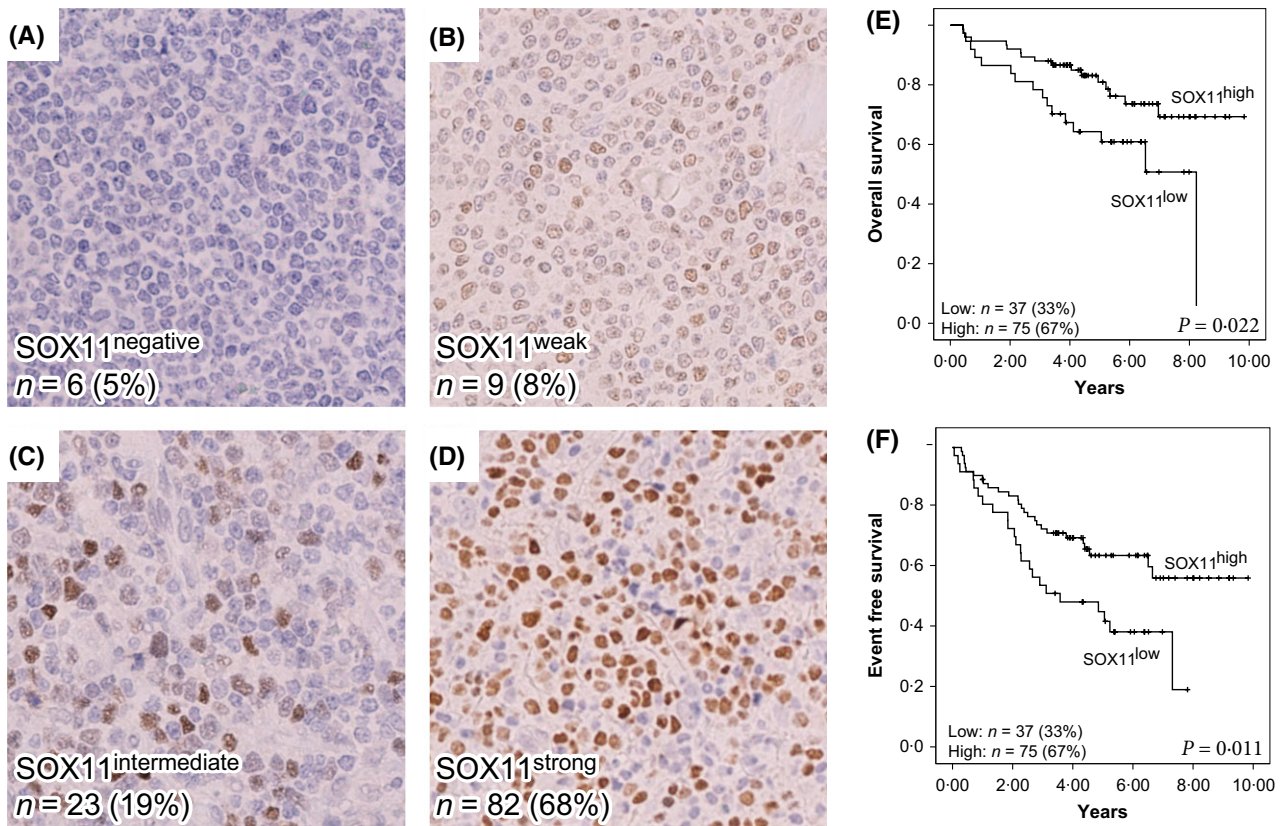 (A)
SOX11negative
n = 6 (5%)
(B)
SOX11weak
n = 9 (8%)
(C)
SOX11intermediate
n = 23 (19%)
(D)
SOX11strong
n = 82 (68%)
(E)
Overall survival
0·8
0·6
0·4
0·2
0·0
SOX11high
SOX11low
Low: n = 37 (33%)
High: n = 75 (67%)
P = 0·022
0·00 2·00 4·00 6·00 8·00 10·00
Years
(F)
Event free survival
0·8
0·6
0·4
0·2
0·0
SOX11high
SOX11low
Low: n = 37 (33%)
High: n = 75 (67%)
P = 0·011
0·00 2·00 4·00 6·00 8·00 10·00
Years